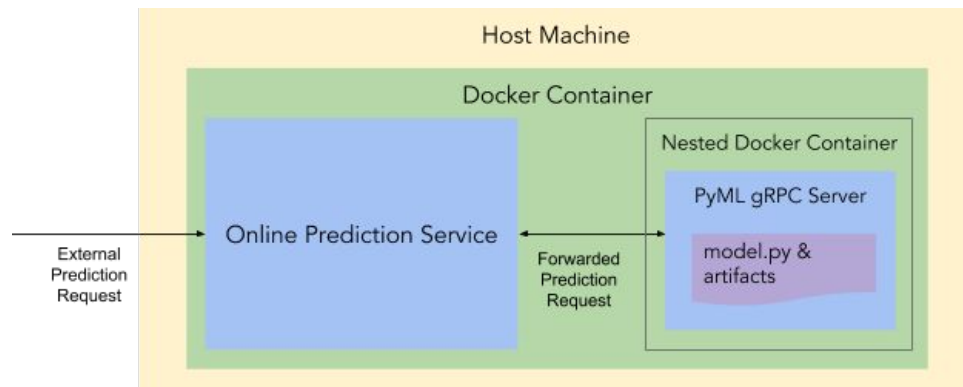 Host Machine
Docker Container
Nested Docker Container
PyML gRPC Server
model.py &
artifacts
Online Prediction Service
External
Prediction
Request
Forwarded
Prediction
Request